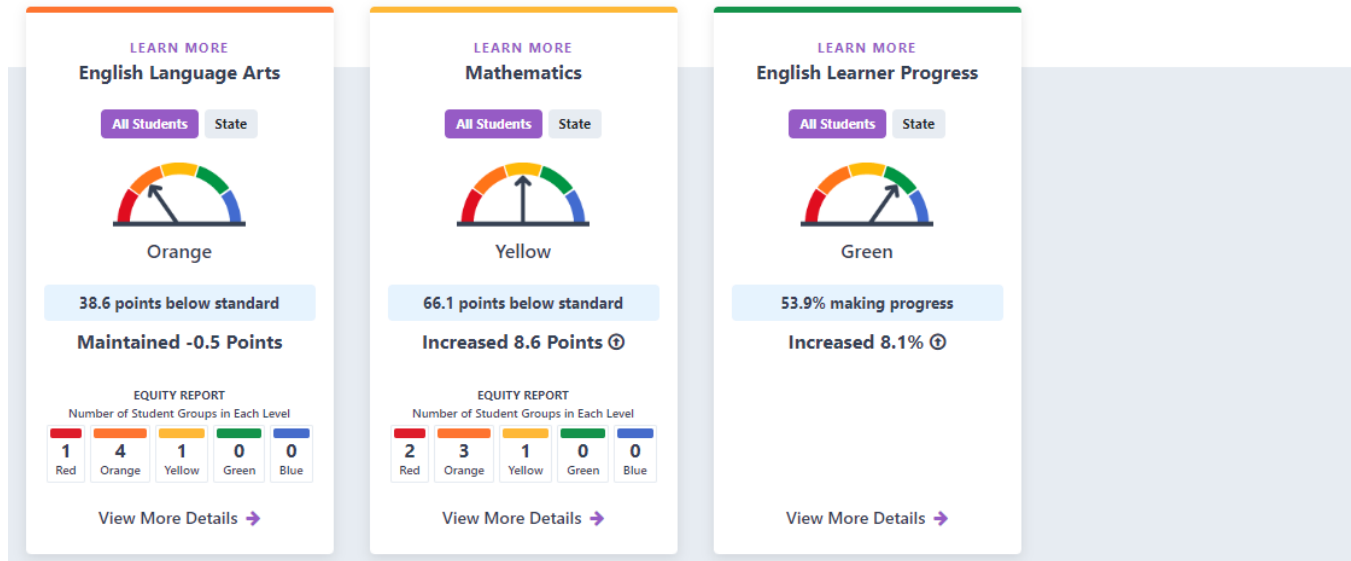 LEARN MORE
English Language Arts
All Students State
Orange
38.6 points below standard
Maintained -0.5 Points
EQUITY REPORT
Number of Student Groups in Each Level
1 4 1 0 0
Red Orange Yellow Green Blue
View More Details
LEARN MORE
Mathematics
All Students State
Yellow
66.1 points below standard
Increased 8.6 Points
EQUITY REPORT
Number of Student Groups in Each Level
2 3 1 0 0
Red Orange Yellow Green Blue
View More Details
LEARN MORE
English Learner Progress
All Students State
Green
53.9% making progress
Increased 8.1%
View More Details